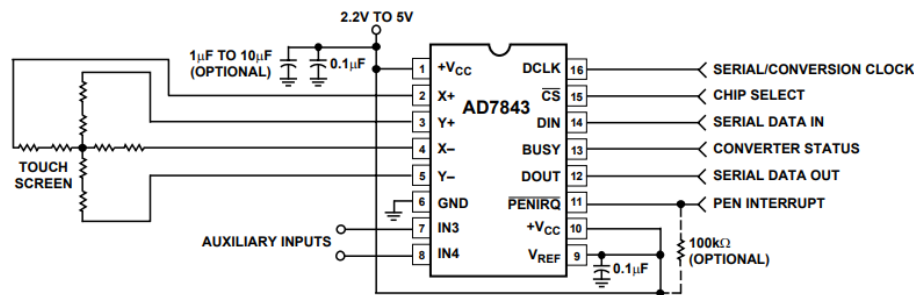 2.2V TO 5V
1μF TO 10μF
(OPTIONAL)
0.1μF
AD7843
1 +VCC
2 X+
3 Y+
4 X–
5 Y–
6 GND
7 IN3
8 IN4
DCLK 16
CS 15
DIN 14
BUSY 13
DOUT 12
PENIRQ 11
+VCC 10
VREF 9
SERIAL/CONVERSION CLOCK
CHIP SELECT
SERIAL DATA IN
CONVERTER STATUS
SERIAL DATA OUT
PEN INTERRUPT
TOUCH
SCREEN
AUXILIARY INPUTS
0.1μF
100kΩ
(OPTIONAL)